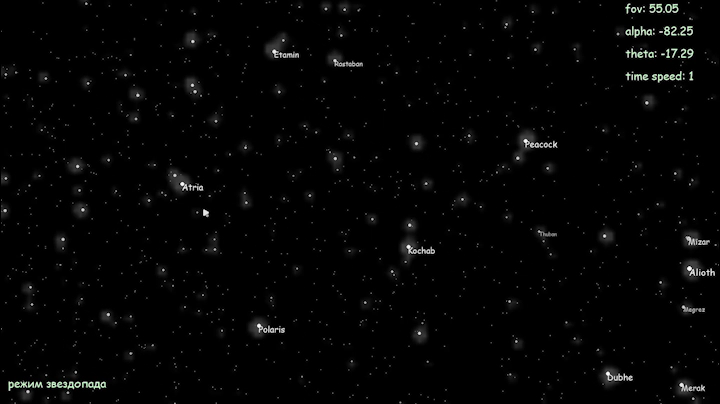 fov: 55.05
alpha: -82.25
theta: -17.29
time speed: 1
Etamin
Rastaban
Peacock
Atria
Thuban
Mizar
Kochab
Alioth
Megrez
Polaris
Dubhe
Merak
режим звездопада